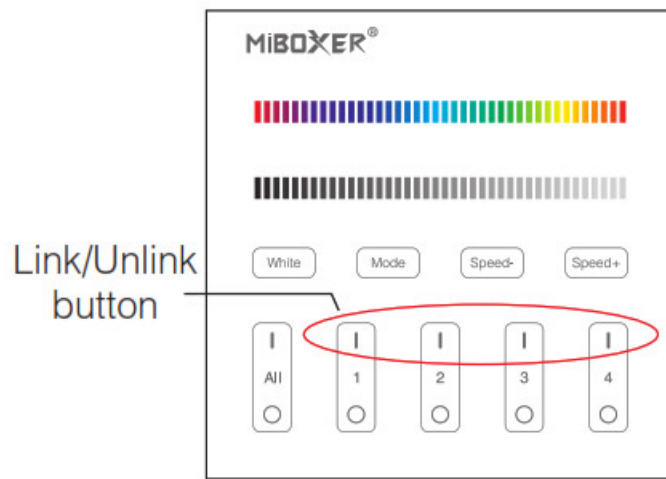 MiBOXER®
Link/Unlink
button
White Mode Speed- Speed+
All 1 2 3 4